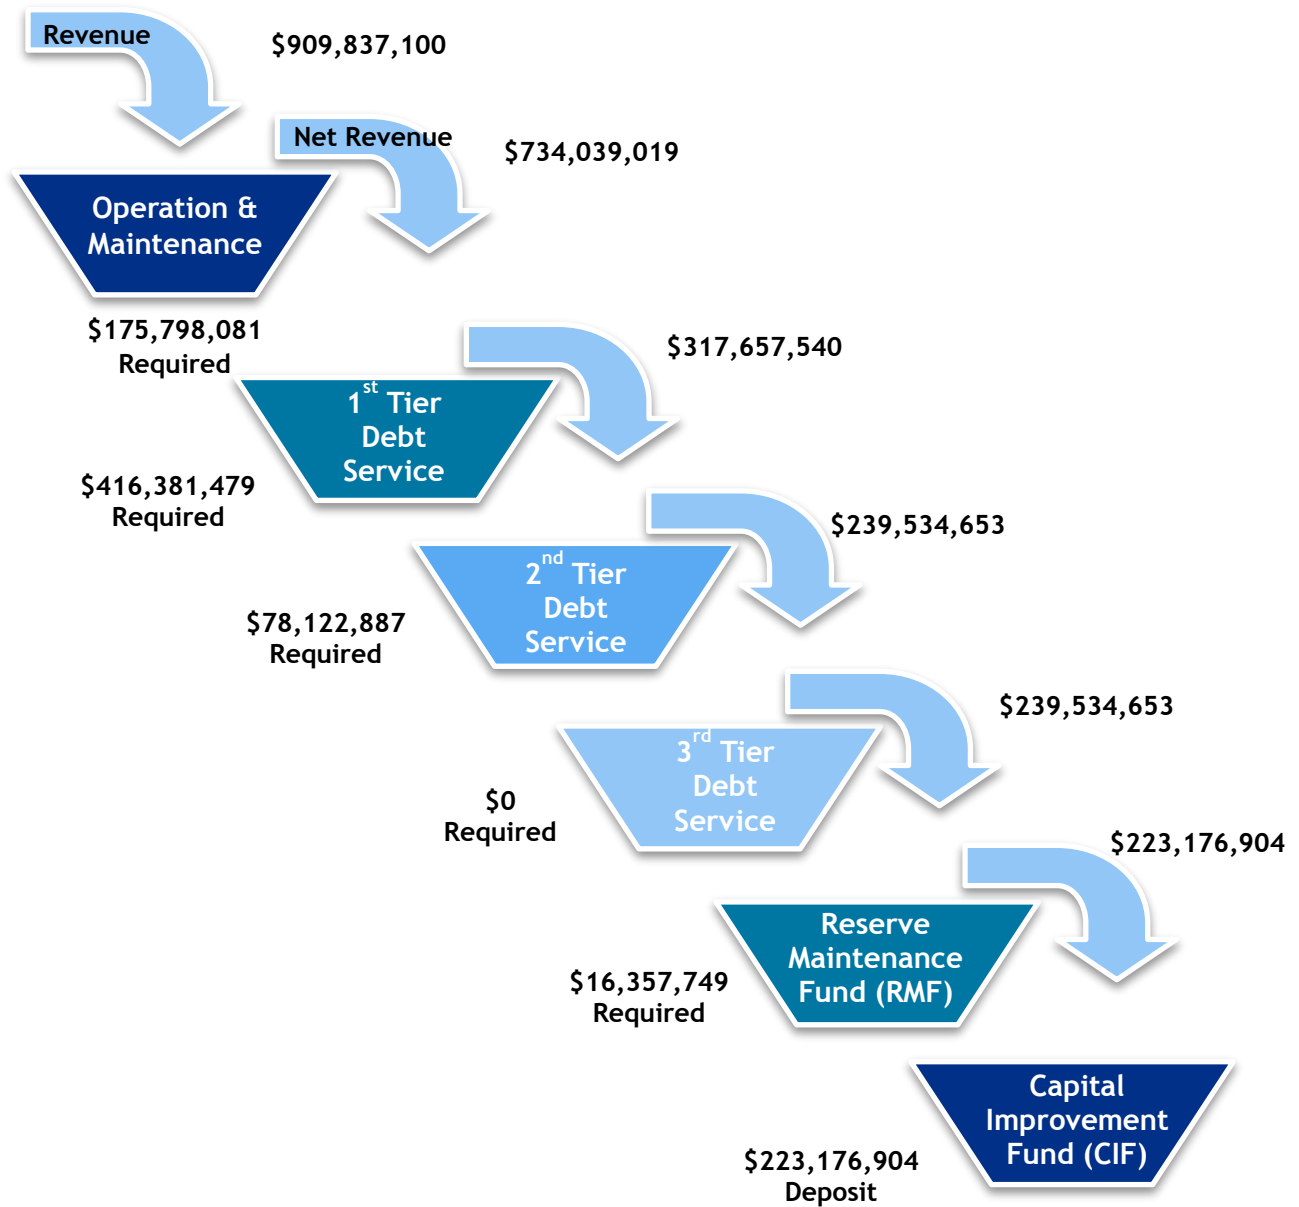 Revenue
$909,837,100
Net Revenue
$734,039,019
Operation &
Maintenance
$175,798,081
Required
$317,657,540
1st Tier
Debt
Service
$416,381,479
Required
$239,534,653
2nd Tier
Debt
Service
$78,122,887
Required
$239,534,653
3rd Tier
Debt
Service
$0
Required
$223,176,904
Reserve
Maintenance
Fund (RMF)
$16,357,749
Required
Capital
Improvement
Fund (CIF)
$223,176,904
Deposit